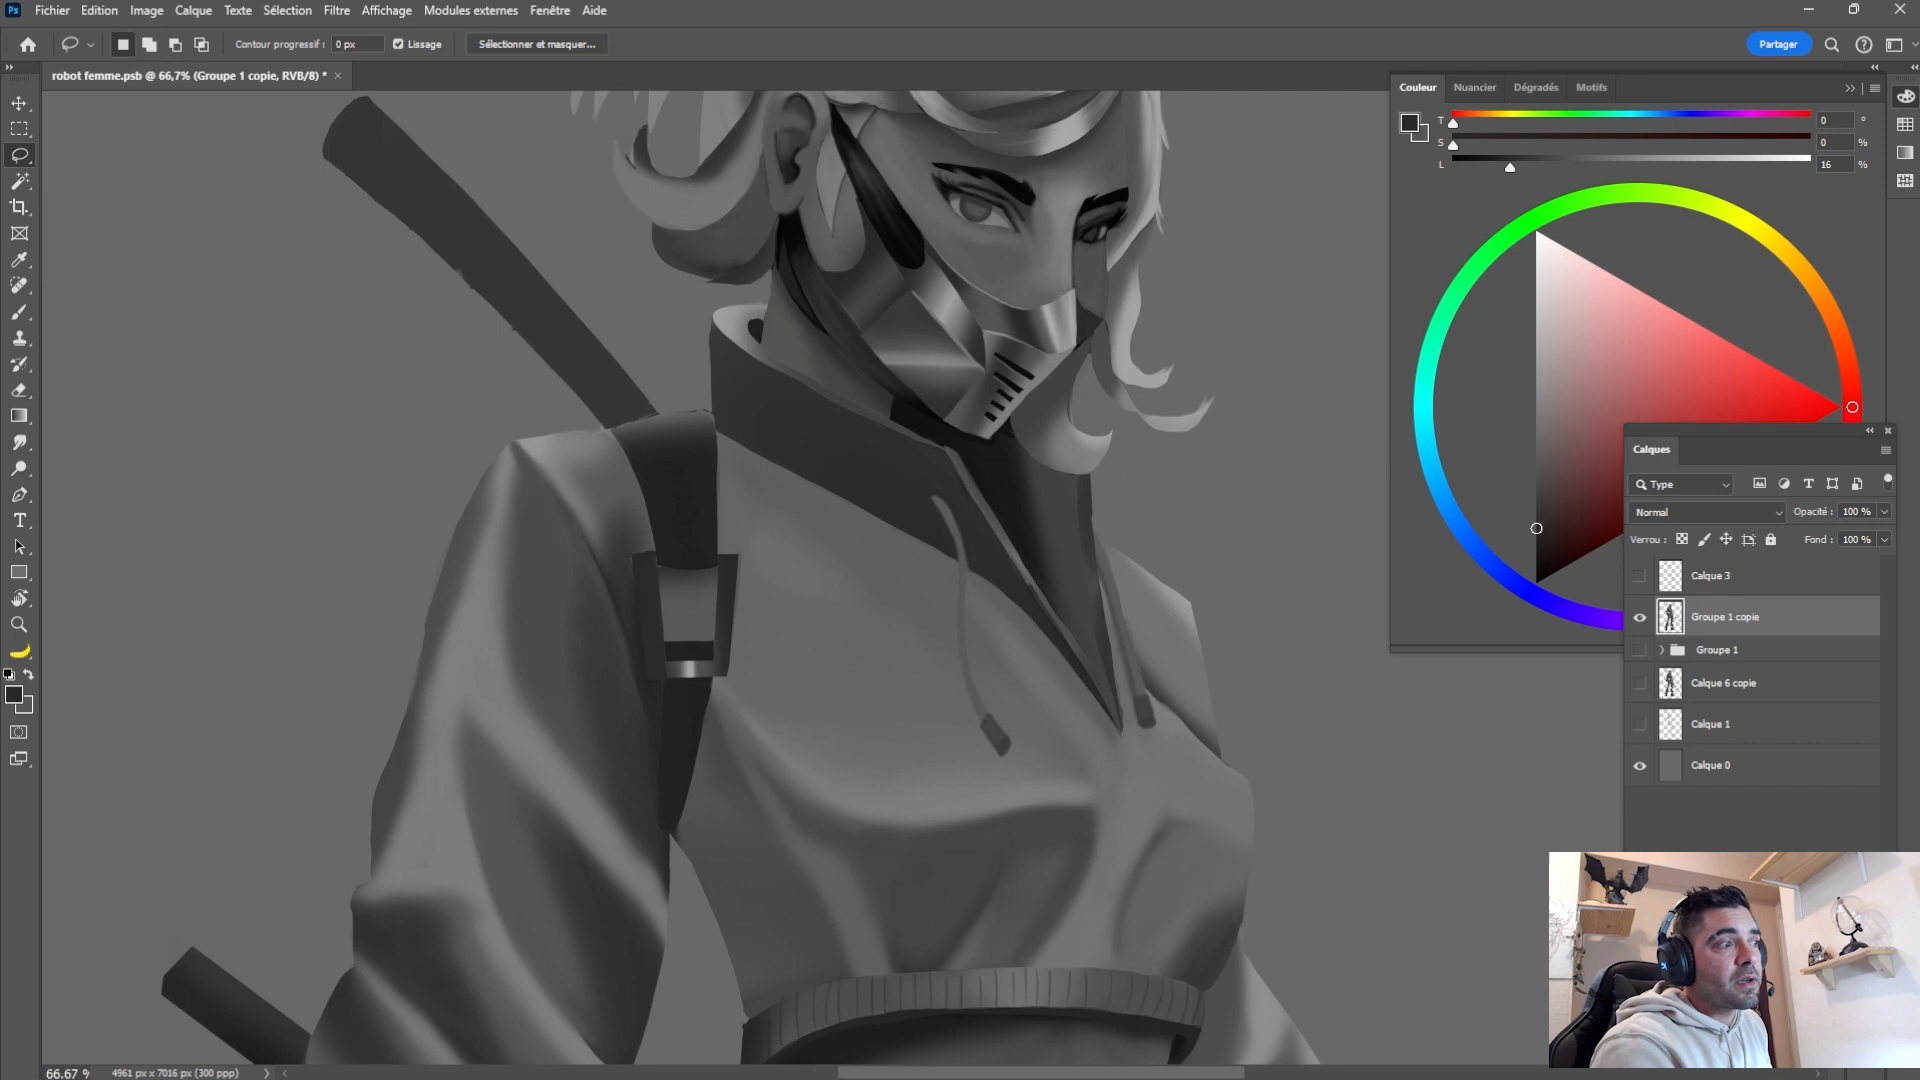 Ps Fichier Edition Image Calque Texte Sélection Filtre Affichage Modules externes Fenêtre Aide
Contour progressif : 0 px Lissage Sélectionner et masquer... Partager
robot femme.psb @ 66,7% (Groupe 1 copie, RVB/8) * ×
Couleur Nuancier Dégradés Motifs
T 0 °
S 0 %
L 16 %
Calques
Type
Normal Opacité : 100 %
Verrou : Fond : 100 %
Calque 3
Groupe 1 copie
Groupe 1
Calque 6 copie
Calque 1
Calque 0
66.67 % 4961 px x 7016 px (300 ppp)